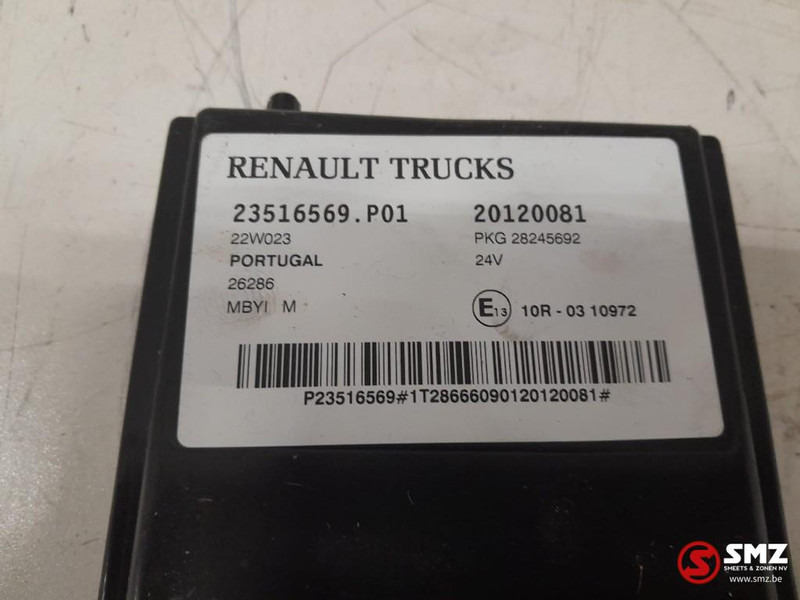 RENAULT TRUCKS
23516569.P01 20120081
22W023 PKG 28245692
PORTUGAL 24V
26286
MBYI M E13 10R - 03 10972
P23516569#1T28666090120120081#
SMZ
SHEETS & ZONEN NV
www.smz.be